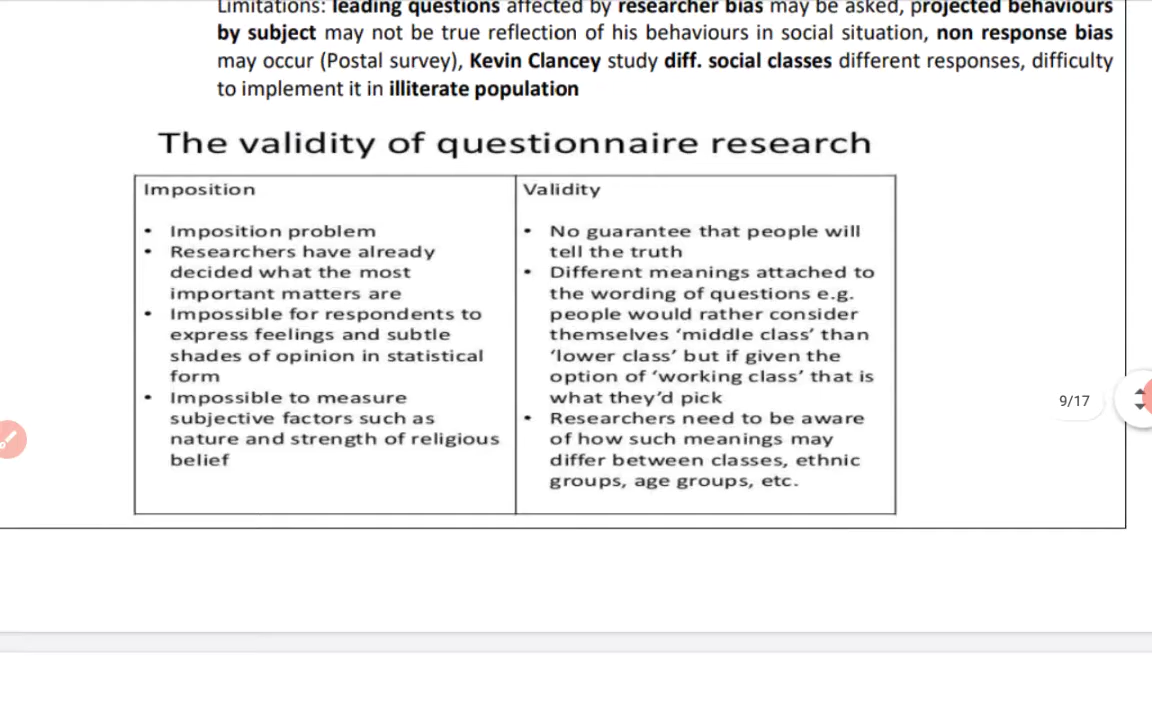 Limitations: leading questions affected by researcher bias may be asked, projected behaviours
by subject may not be true reflection of his behaviours in social situation, non response bias
may occur (Postal survey), Kevin Clancey study diff. social classes different responses, difficulty
to implement it in illiterate population
The validity of questionnaire research
Imposition
• Imposition problem
• Researchers have already
decided what the most
important matters are
• Impossible for respondents to
express feelings and subtle
shades of opinion in statistical
form
• Impossible to measure
subjective factors such as
nature and strength of religious
belief
Validity
• No guarantee that people will
tell the truth
• Different meanings attached to
the wording of questions e.g.
people would rather consider
themselves ‘middle class’ than
‘lower class’ but if given the
option of ‘working class’ that is
what they’d pick
• Researchers need to be aware
of how such meanings may
differ between classes, ethnic
groups, age groups, etc.
9/17